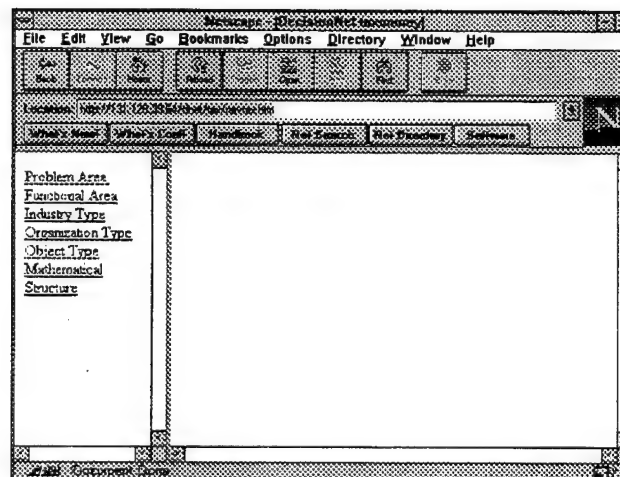 Netscape - [DecisionNet taxonomy]
File Edit View Go Bookmarks Options Directory Window Help
Back Home Reload Open Find
Location:
What's New! What's Cool! Handbook Net Search Net Directory Software
N
Problem Area
Functional Area
Industry Type
Organization Type
Object Type
Mathematical
Structure
Document: Done